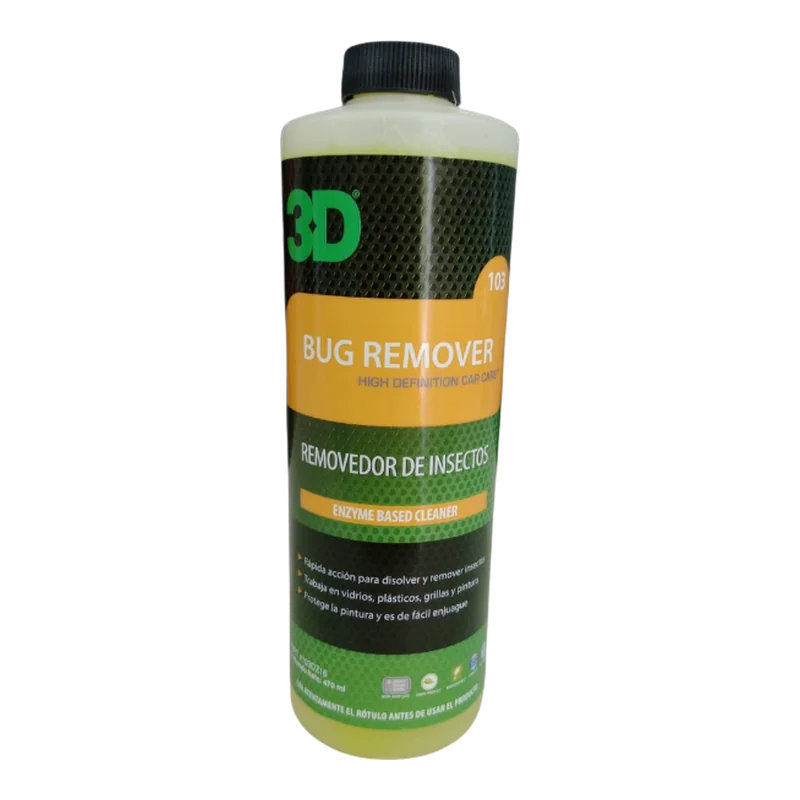 3D®
103
BUG REMOVER
HIGH DEFINITION CAR CARE
REMOVEDOR DE INSECTOS
ENZYME BASED CLEANER
Rápida acción para disolver y remover insectos
Trabaja en vidrios, plásticos, grillas y pintura
Protege la pintura y es de fácil enjuague
470 ml
ATENTAMENTE EL RÓTULO ANTES DE USAR EL PRODUCTO